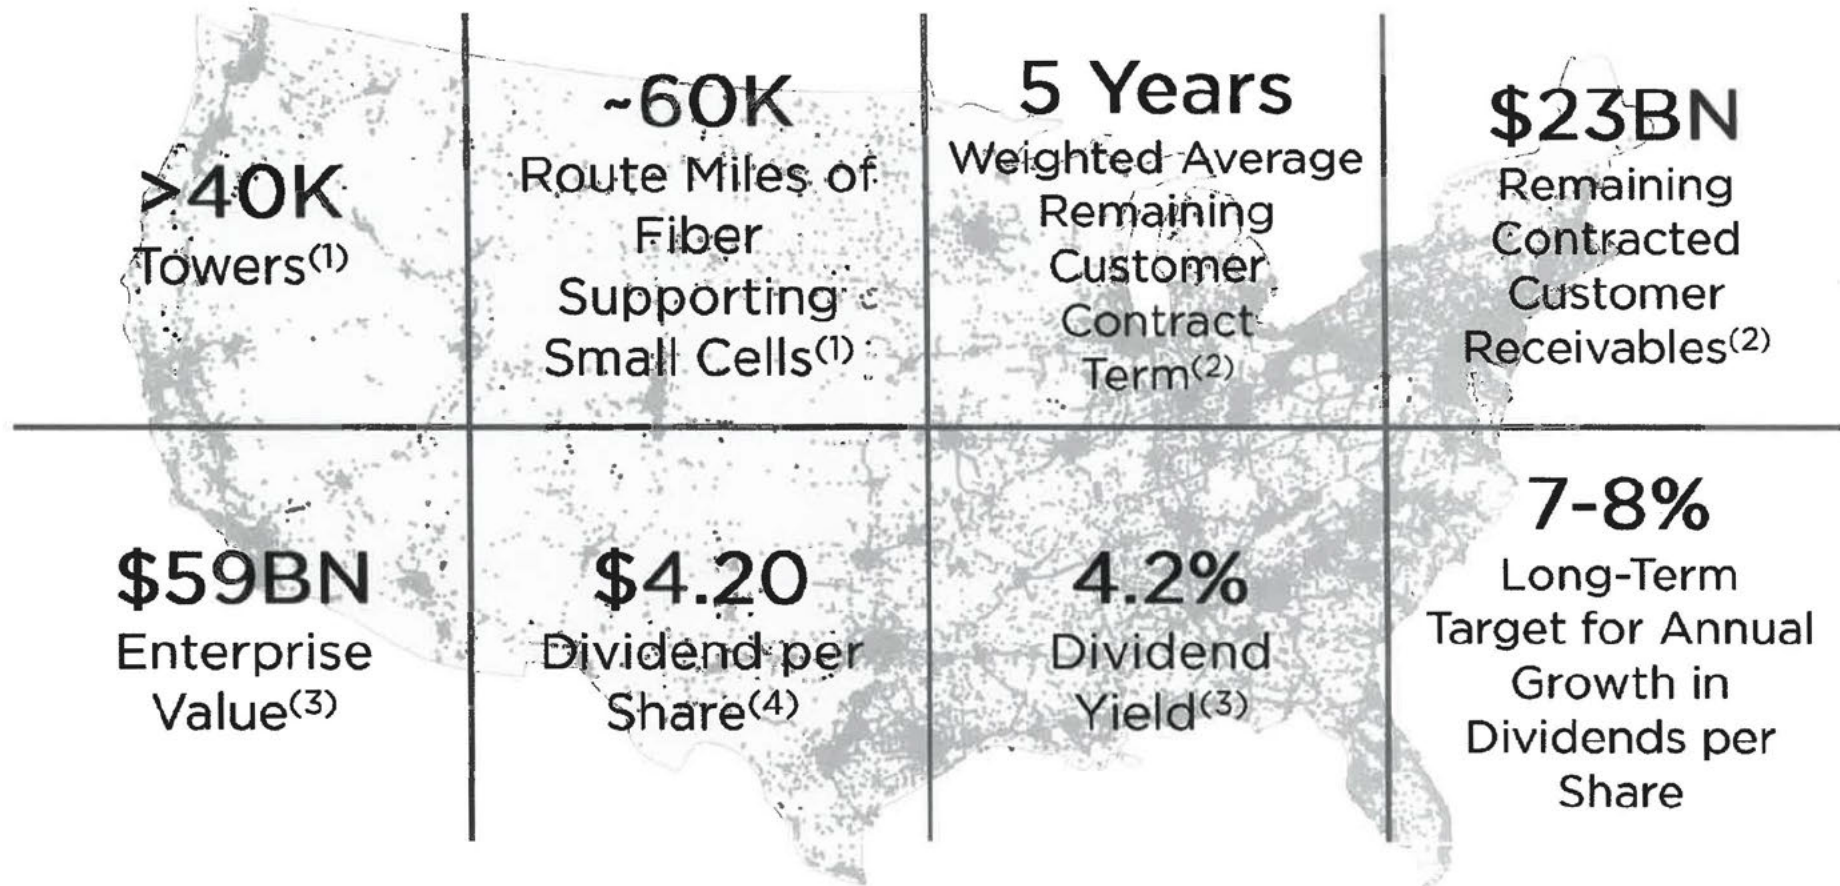 >40K
Towers(1)
~60K
Route Miles of
Fiber
Supporting
Small Cells(1)
5 Years
Weighted Average
Remaining
Customer
Contract
Term(2)
$23BN
Remaining
Contracted
Customer
Receivables(2)
$59BN
Enterprise
Value(3)
$4.20
Dividend per
Share(4)
4.2%
Dividend
Yield(3)
7-8%
Long-Term
Target for Annual
Growth in
Dividends per
Share